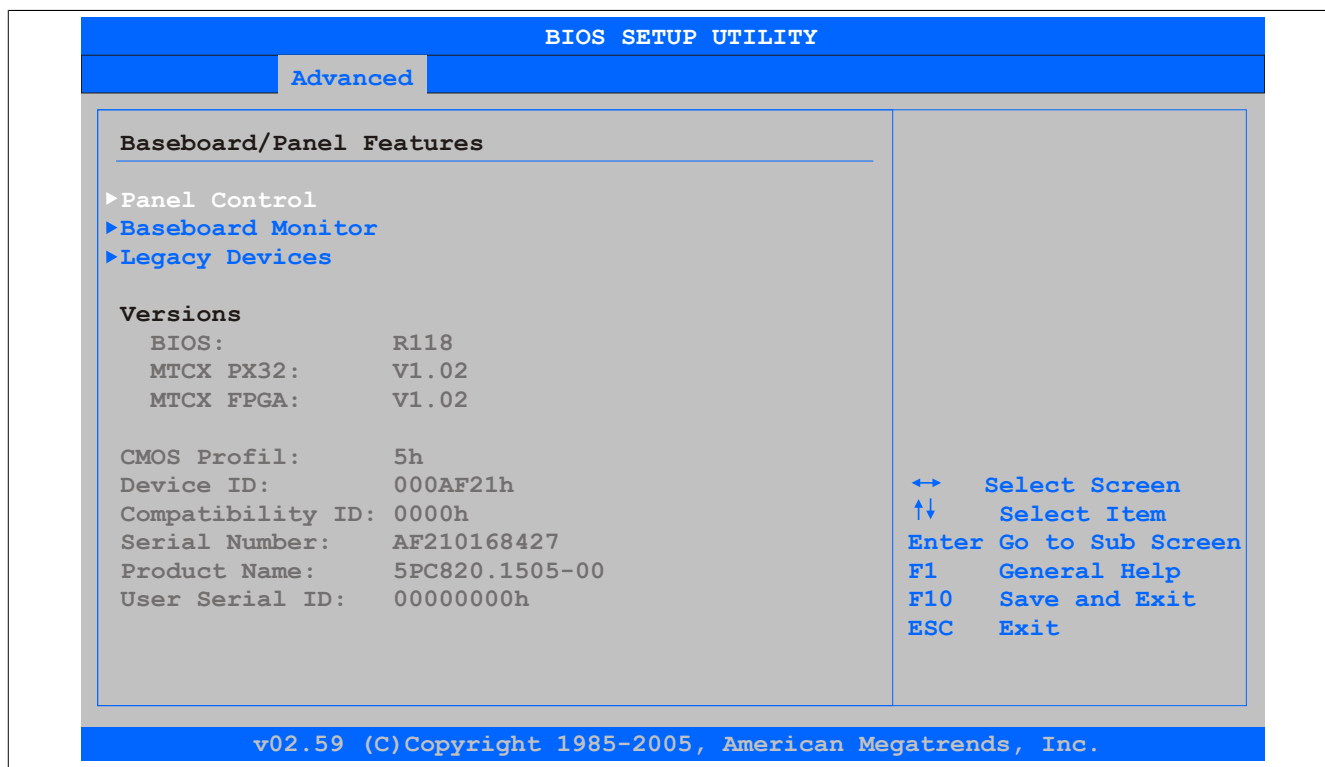 BIOS SETUP UTILITY
Advanced
Baseboard/Panel Features
Panel Control
Baseboard Monitor
Legacy Devices
Versions
BIOS: R118
MTCX PX32: V1.02
MTCX FPGA: V1.02
CMOS Profil: 5h
Device ID: 000AF21h
Compatibility ID: 0000h
Serial Number: AF210168427
Product Name: 5PC820.1505-00
User Serial ID: 00000000h
↔ Select Screen
↑↓ Select Item
Enter Go to Sub Screen
F1 General Help
F10 Save and Exit
ESC Exit
v02.59 (C)Copyright 1985-2005, American Megatrends, Inc.